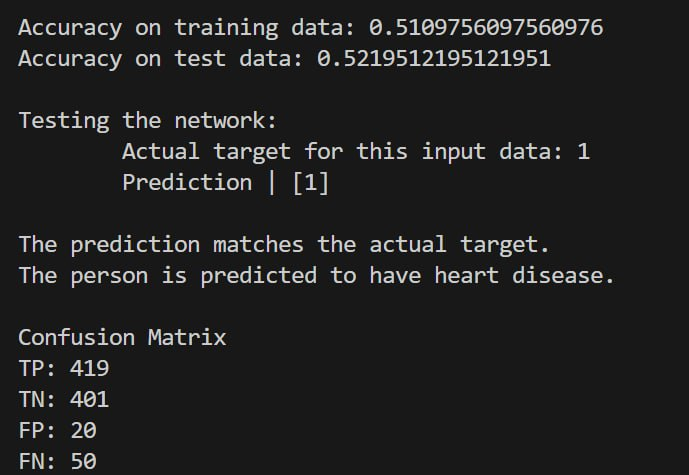 Accuracy on training data: 0.5109756097560976
Accuracy on test data: 0.5219512195121951
Testing the network:
Actual target for this input data: 1
Prediction | [1]
The prediction matches the actual target.
The person is predicted to have heart disease.
Confusion Matrix
TP: 419
TN: 401
FP: 20
FN: 50